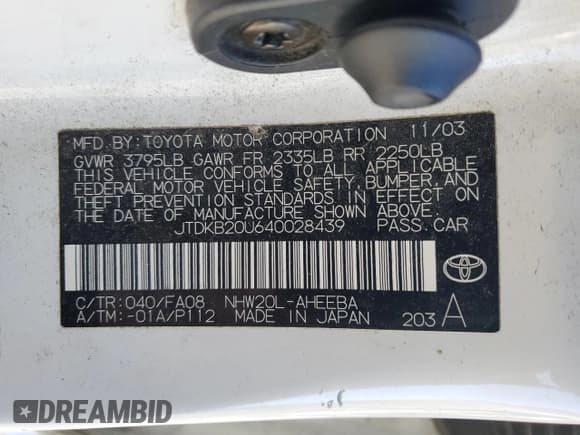 MFD. BY: TOYOTA MOTOR CORPORATION 11/03
GVWR 3795LB GAWR FR 2335LB RR 2250LB
THIS VEHICLE CONFORMS TO ALL APPLICABLE
FEDERAL MOTOR VEHICLE SAFETY, BUMPER, AND
THEFT PREVENTION STANDARDS IN EFFECT ON
THE DATE OF MANUFACTURE SHOWN ABOVE.
JTDKB20U640028439 PASS. CAR
C/TR: 040/FA08 NHW20L-AHEEBA
A/TM: -01A/P112 MADE IN JAPAN 203 A
DREAMBID